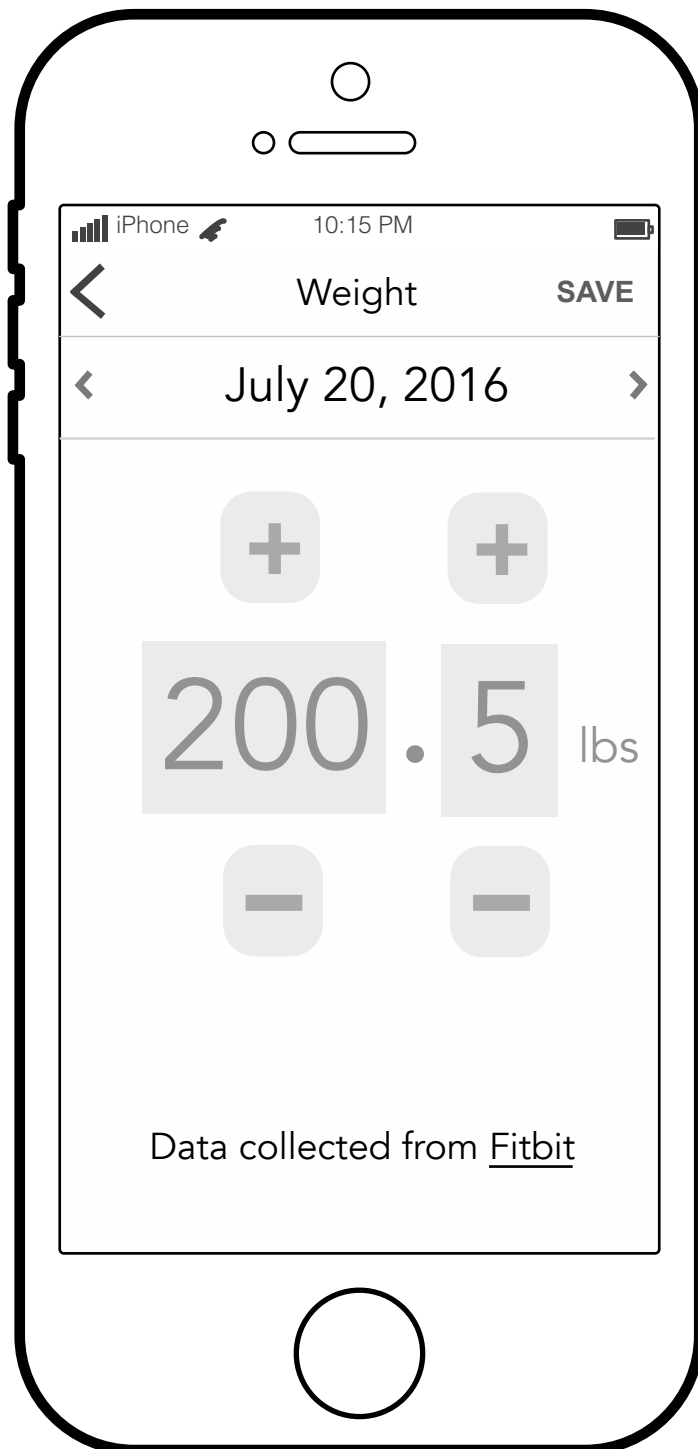 iPhone 10:15 PM
Weight SAVE
July 20, 2016
200 . 5 lbs
Data collected from Fitbit